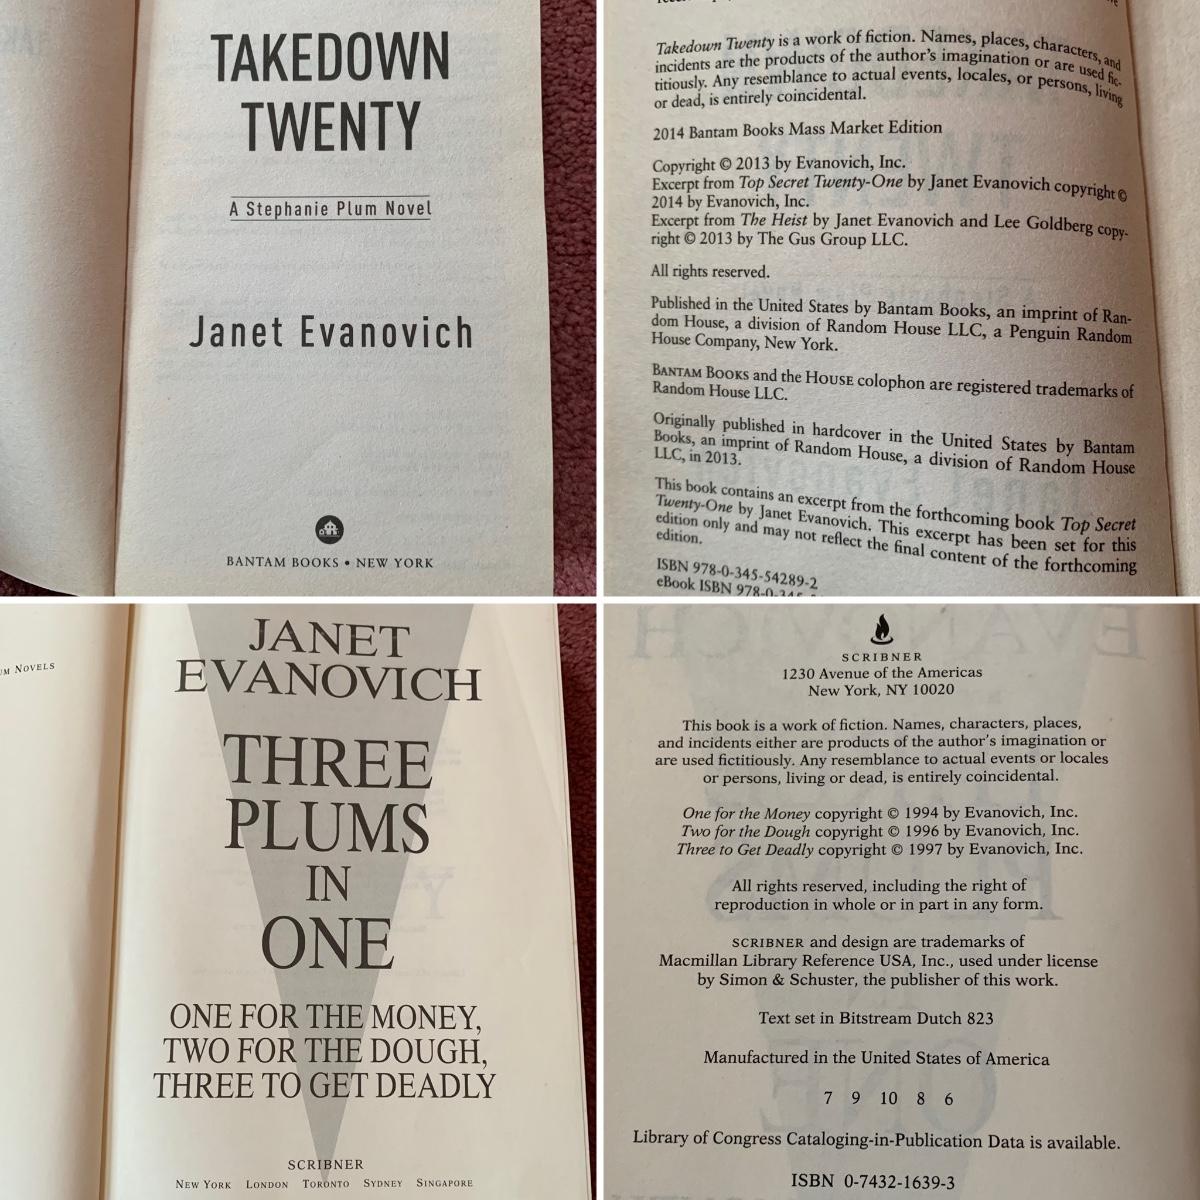 TAKEDOWN
TWENTY
A Stephanie Plum Novel
Janet Evanovich
BANTAM BOOKS • NEW YORK
Takedown Twenty is a work of fiction. Names, places, characters, and
incidents are the products of the author's imagination or are used fic-
titiously. Any resemblance to actual events, locales, or persons, living
or dead, is entirely coincidental.
2014 Bantam Books Mass Market Edition
Copyright © 2013 by Evanovich, Inc.
Excerpt from Top Secret Twenty-One by Janet Evanovich copyright ©
2014 by Evanovich, Inc.
Excerpt from The Heist by Janet Evanovich and Lee Goldberg copy-
right © 2013 by The Gus Group LLC.
All rights reserved.
Published in the United States by Bantam Books, an imprint of Ran-
dom House, a division of Random House LLC, a Penguin Random
House Company, New York.
BANTAM BOOKS and the HOUSE colophon are registered trademarks of
Random House LLC.
Originally published in hardcover in the United States by Bantam
Books, an imprint of Random House, a division of Random House
LLC, in 2013.
This book contains an excerpt from the forthcoming book Top Secret
Twenty-One by Janet Evanovich. This excerpt has been set for this
edition only and may not reflect the final content of the forthcoming
edition.
ISBN 978-0-345-54289-2
eBook ISBN 978-0-345-
UM NOVELS
JANET
EVANOVICH
THREE
PLUMS
IN
ONE
ONE FOR THE MONEY,
TWO FOR THE DOUGH,
THREE TO GET DEADLY
SCRIBNER
NEW YORK LONDON TORONTO SYDNEY SINGAPORE
SCRIBNER
1230 Avenue of the Americas
New York, NY 10020
This book is a work of fiction. Names, characters, places,
and incidents either are products of the author's imagination or
are used fictitiously. Any resemblance to actual events or locales
or persons, living or dead, is entirely coincidental.
One for the Money copyright © 1994 by Evanovich, Inc.
Two for the Dough copyright © 1996 by Evanovich, Inc.
Three to Get Deadly copyright © 1997 by Evanovich, Inc.
All rights reserved, including the right of
reproduction in whole or in part in any form.
SCRIBNER and design are trademarks of
Macmillan Library Reference USA, Inc., used under license
by Simon & Schuster, the publisher of this work.
Text set in Bitstream Dutch 823
Manufactured in the United States of America
7 9 10 8 6
Library of Congress Cataloging-in-Publication Data is available.
ISBN 0-7432-1639-3